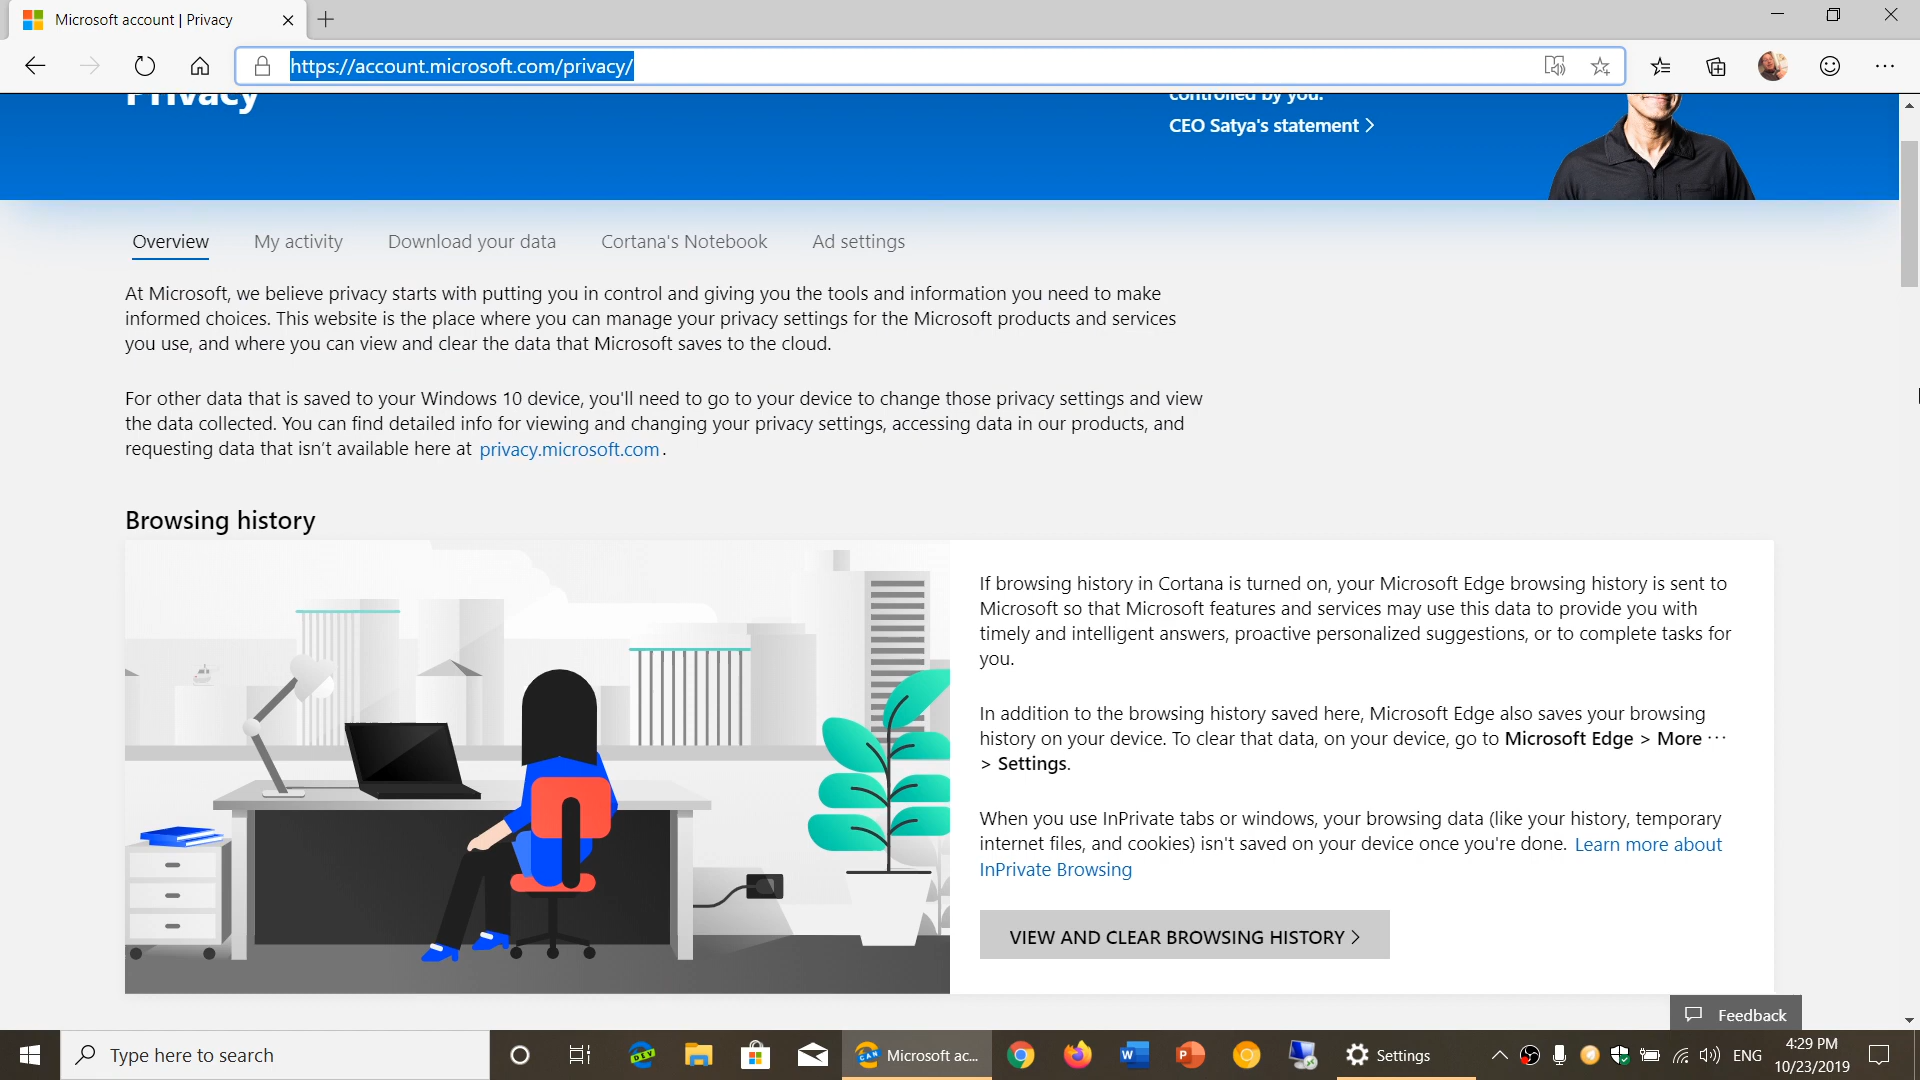 Microsoft account | Privacy
https://account.microsoft.com/privacy/
Privacy
controlled by you.
CEO Satya's statement >
Overview My activity Download your data Cortana's Notebook Ad settings
At Microsoft, we believe privacy starts with putting you in control and giving you the tools and information you need to make
informed choices. This website is the place where you can manage your privacy settings for the Microsoft products and services
you use, and where you can view and clear the data that Microsoft saves to the cloud.
For other data that is saved to your Windows 10 device, you'll need to go to your device to change those privacy settings and view
the data collected. You can find detailed info for viewing and changing your privacy settings, accessing data in our products, and
requesting data that isn't available here at privacy.microsoft.com.
Browsing history
If browsing history in Cortana is turned on, your Microsoft Edge browsing history is sent to
Microsoft so that Microsoft features and services may use this data to provide you with
timely and intelligent answers, proactive personalized suggestions, or to complete tasks for
you.
In addition to the browsing history saved here, Microsoft Edge also saves your browsing
history on your device. To clear that data, on your device, go to Microsoft Edge > More ···
> Settings.
When you use InPrivate tabs or windows, your browsing data (like your history, temporary
internet files, and cookies) isn't saved on your device once you're done. Learn more about
InPrivate Browsing
VIEW AND CLEAR BROWSING HISTORY >
Feedback
Type here to search
DEV
CAN
Microsoft ac...
Settings
ENG
4:29 PM
10/23/2019